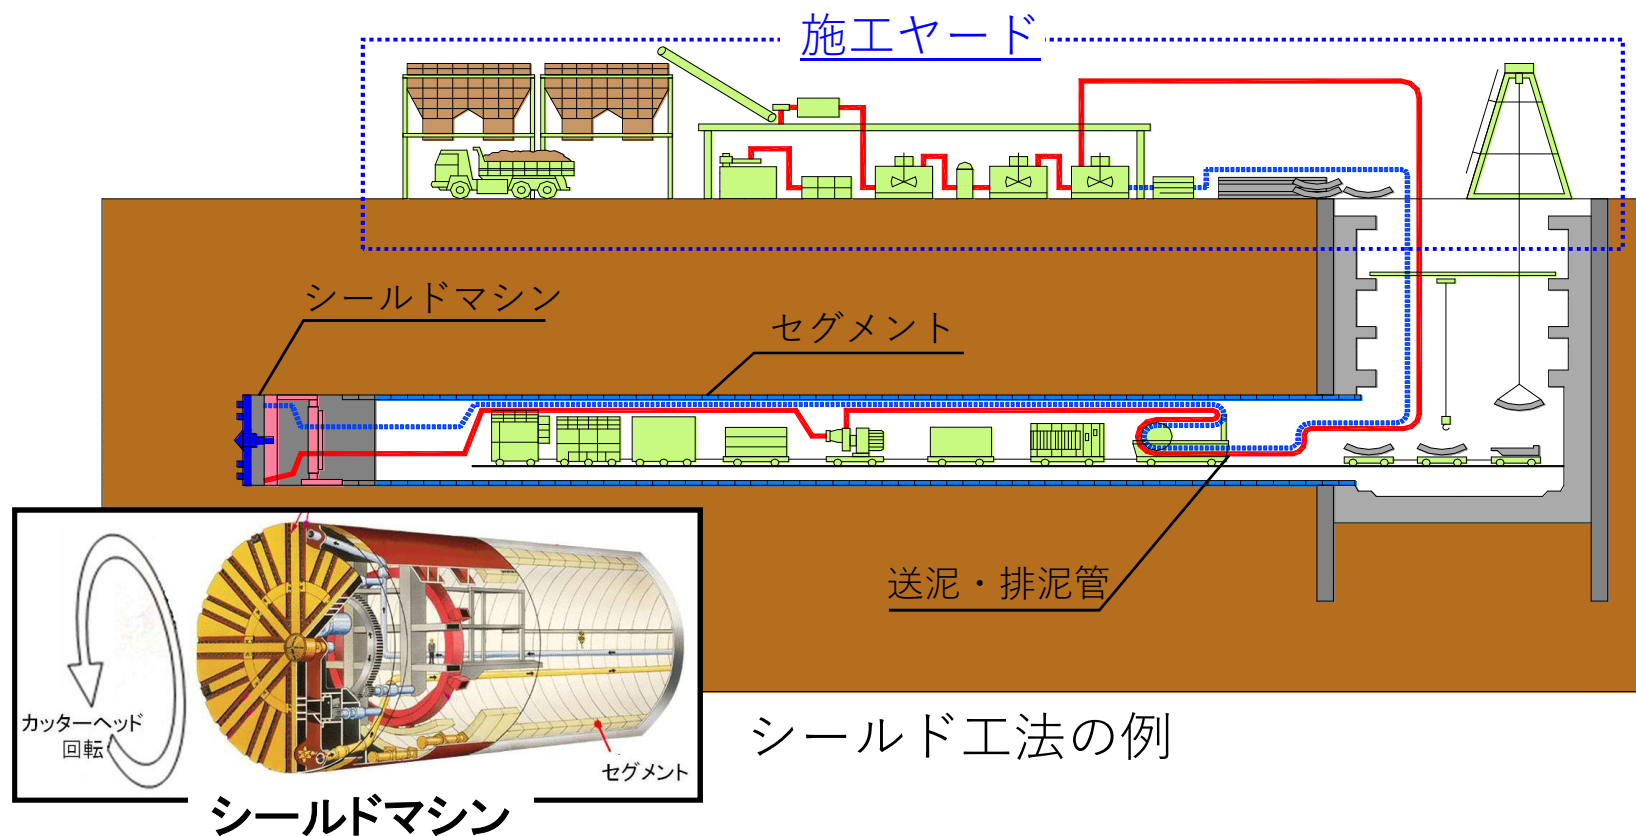 施工ヤード
シールドマシン
セグメント
送泥・排泥管
カッターヘッド
回転
セグメント
シールドマシン
シールド工法の例